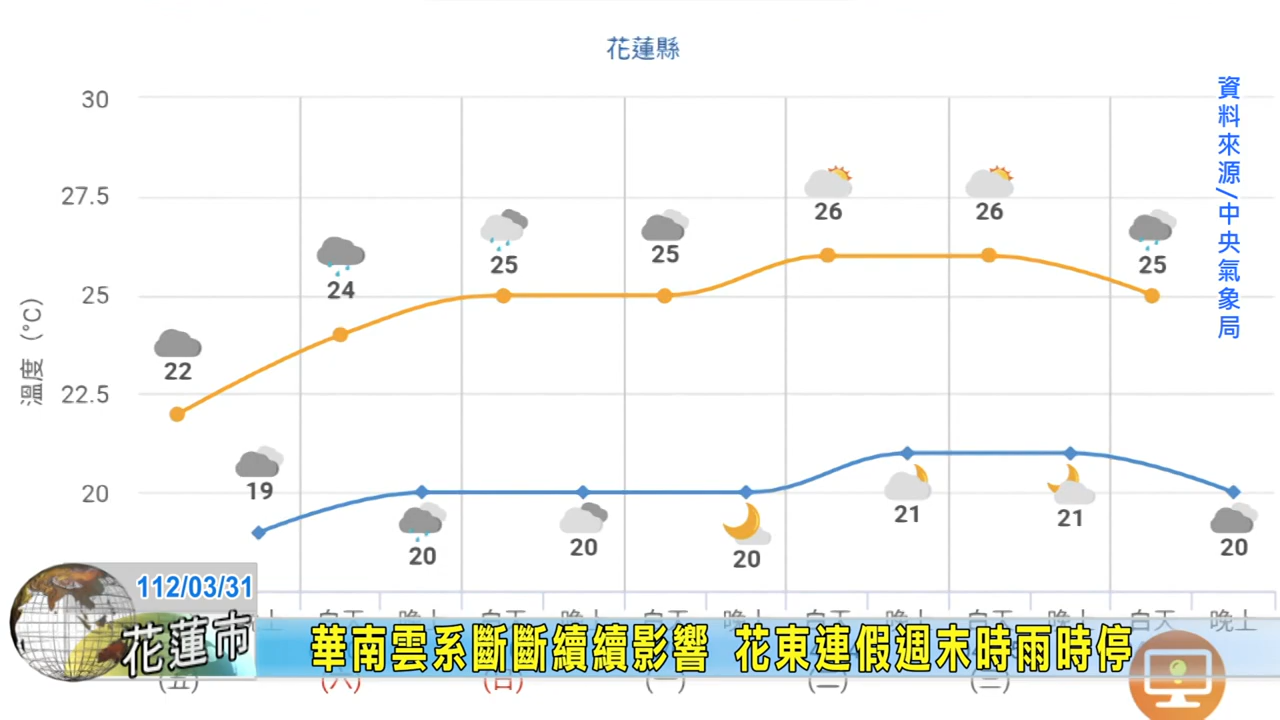 花蓮縣
資料來源/中央氣象局
30
27.5
25
22.5
20
溫度 (°C)
22
24
25
25
26
26
25
19
20
20
20
21
21
20
112/03/31
花蓮市
晚上
白天
晚上
白天
晚上
白天
晚上
白天
晚上
白天
晚上
華南雲系斷斷續續影響 花東連假週末時雨時停
(五)
(六)
(日)
(一)
(二)
(三)